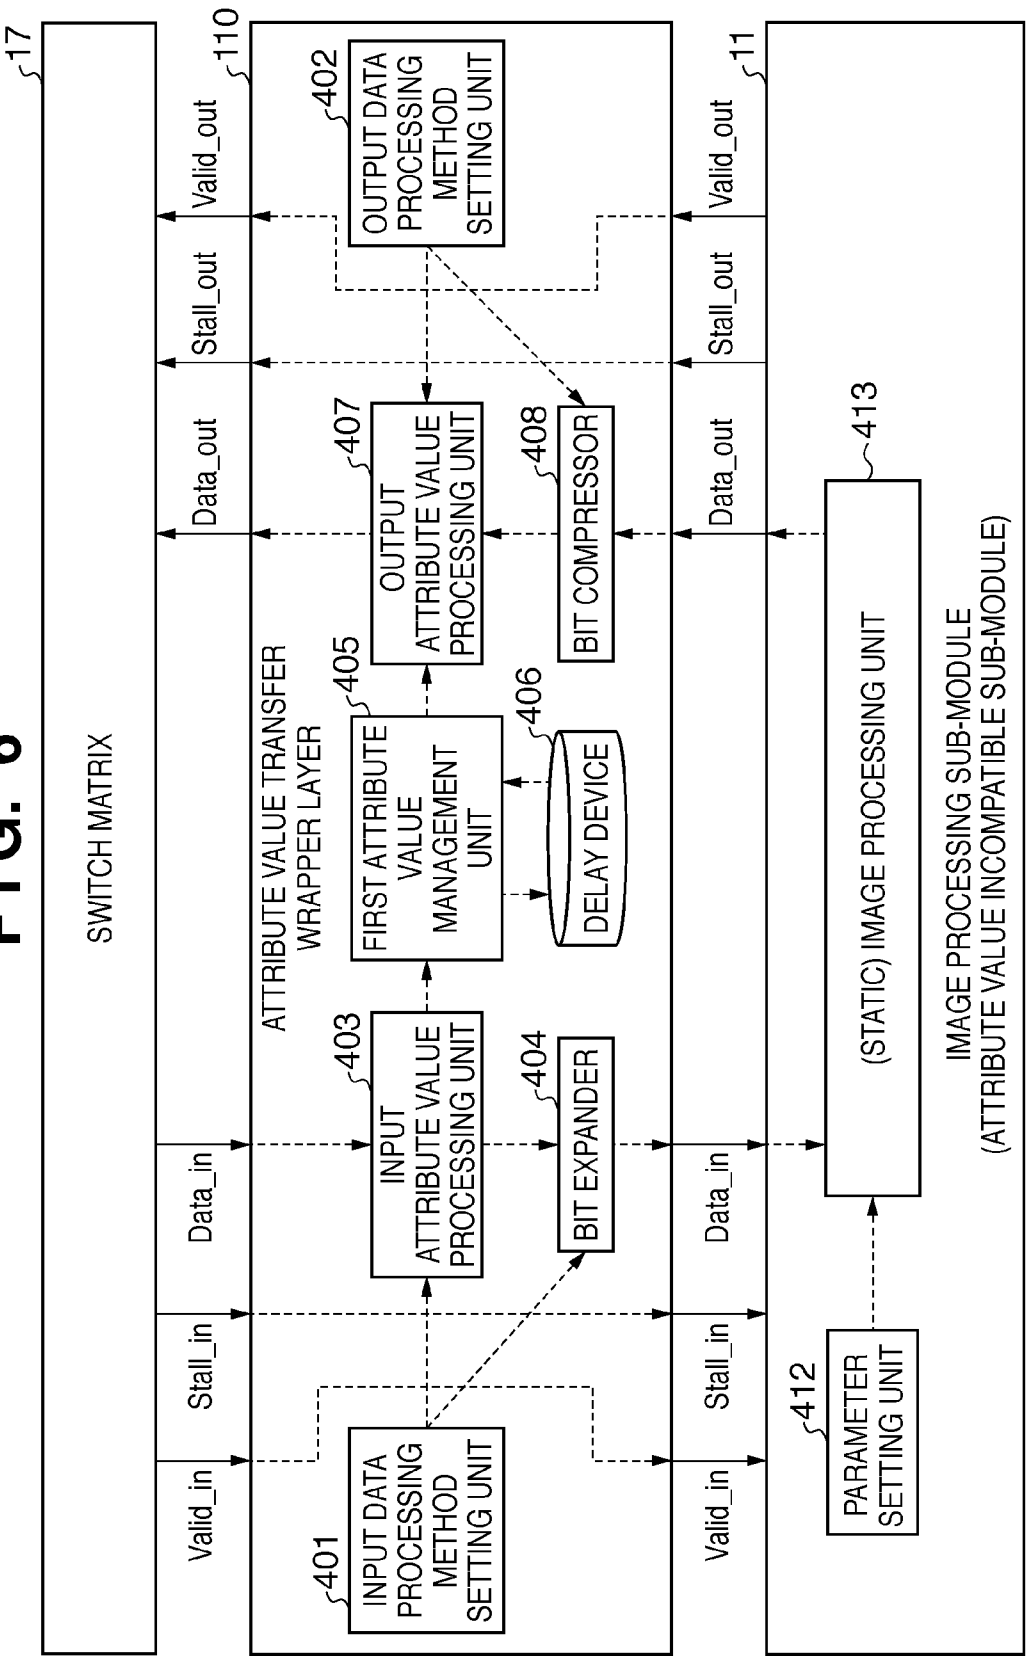 FIG. 6
SWITCH MATRIX
17
Valid_in
Stall_in
Data_in
Data_out
Stall_out
Valid_out
110
ATTRIBUTE VALUE TRANSFER
WRAPPER LAYER
401
INPUT DATA
PROCESSING
METHOD
SETTING UNIT
403
INPUT
ATTRIBUTE VALUE
PROCESSING UNIT
404
BIT EXPANDER
405
FIRST ATTRIBUTE
VALUE
MANAGEMENT
UNIT
406
DELAY DEVICE
407
OUTPUT
ATTRIBUTE VALUE
PROCESSING UNIT
408
BIT COMPRESSOR
402
OUTPUT DATA
PROCESSING
METHOD
SETTING UNIT
Valid_in
Stall_in
Data_in
Data_out
Stall_out
Valid_out
11
412
PARAMETER
SETTING UNIT
413
(STATIC) IMAGE PROCESSING UNIT
IMAGE PROCESSING SUB-MODULE
(ATTRIBUTE VALUE INCOMPATIBLE SUB-MODULE)